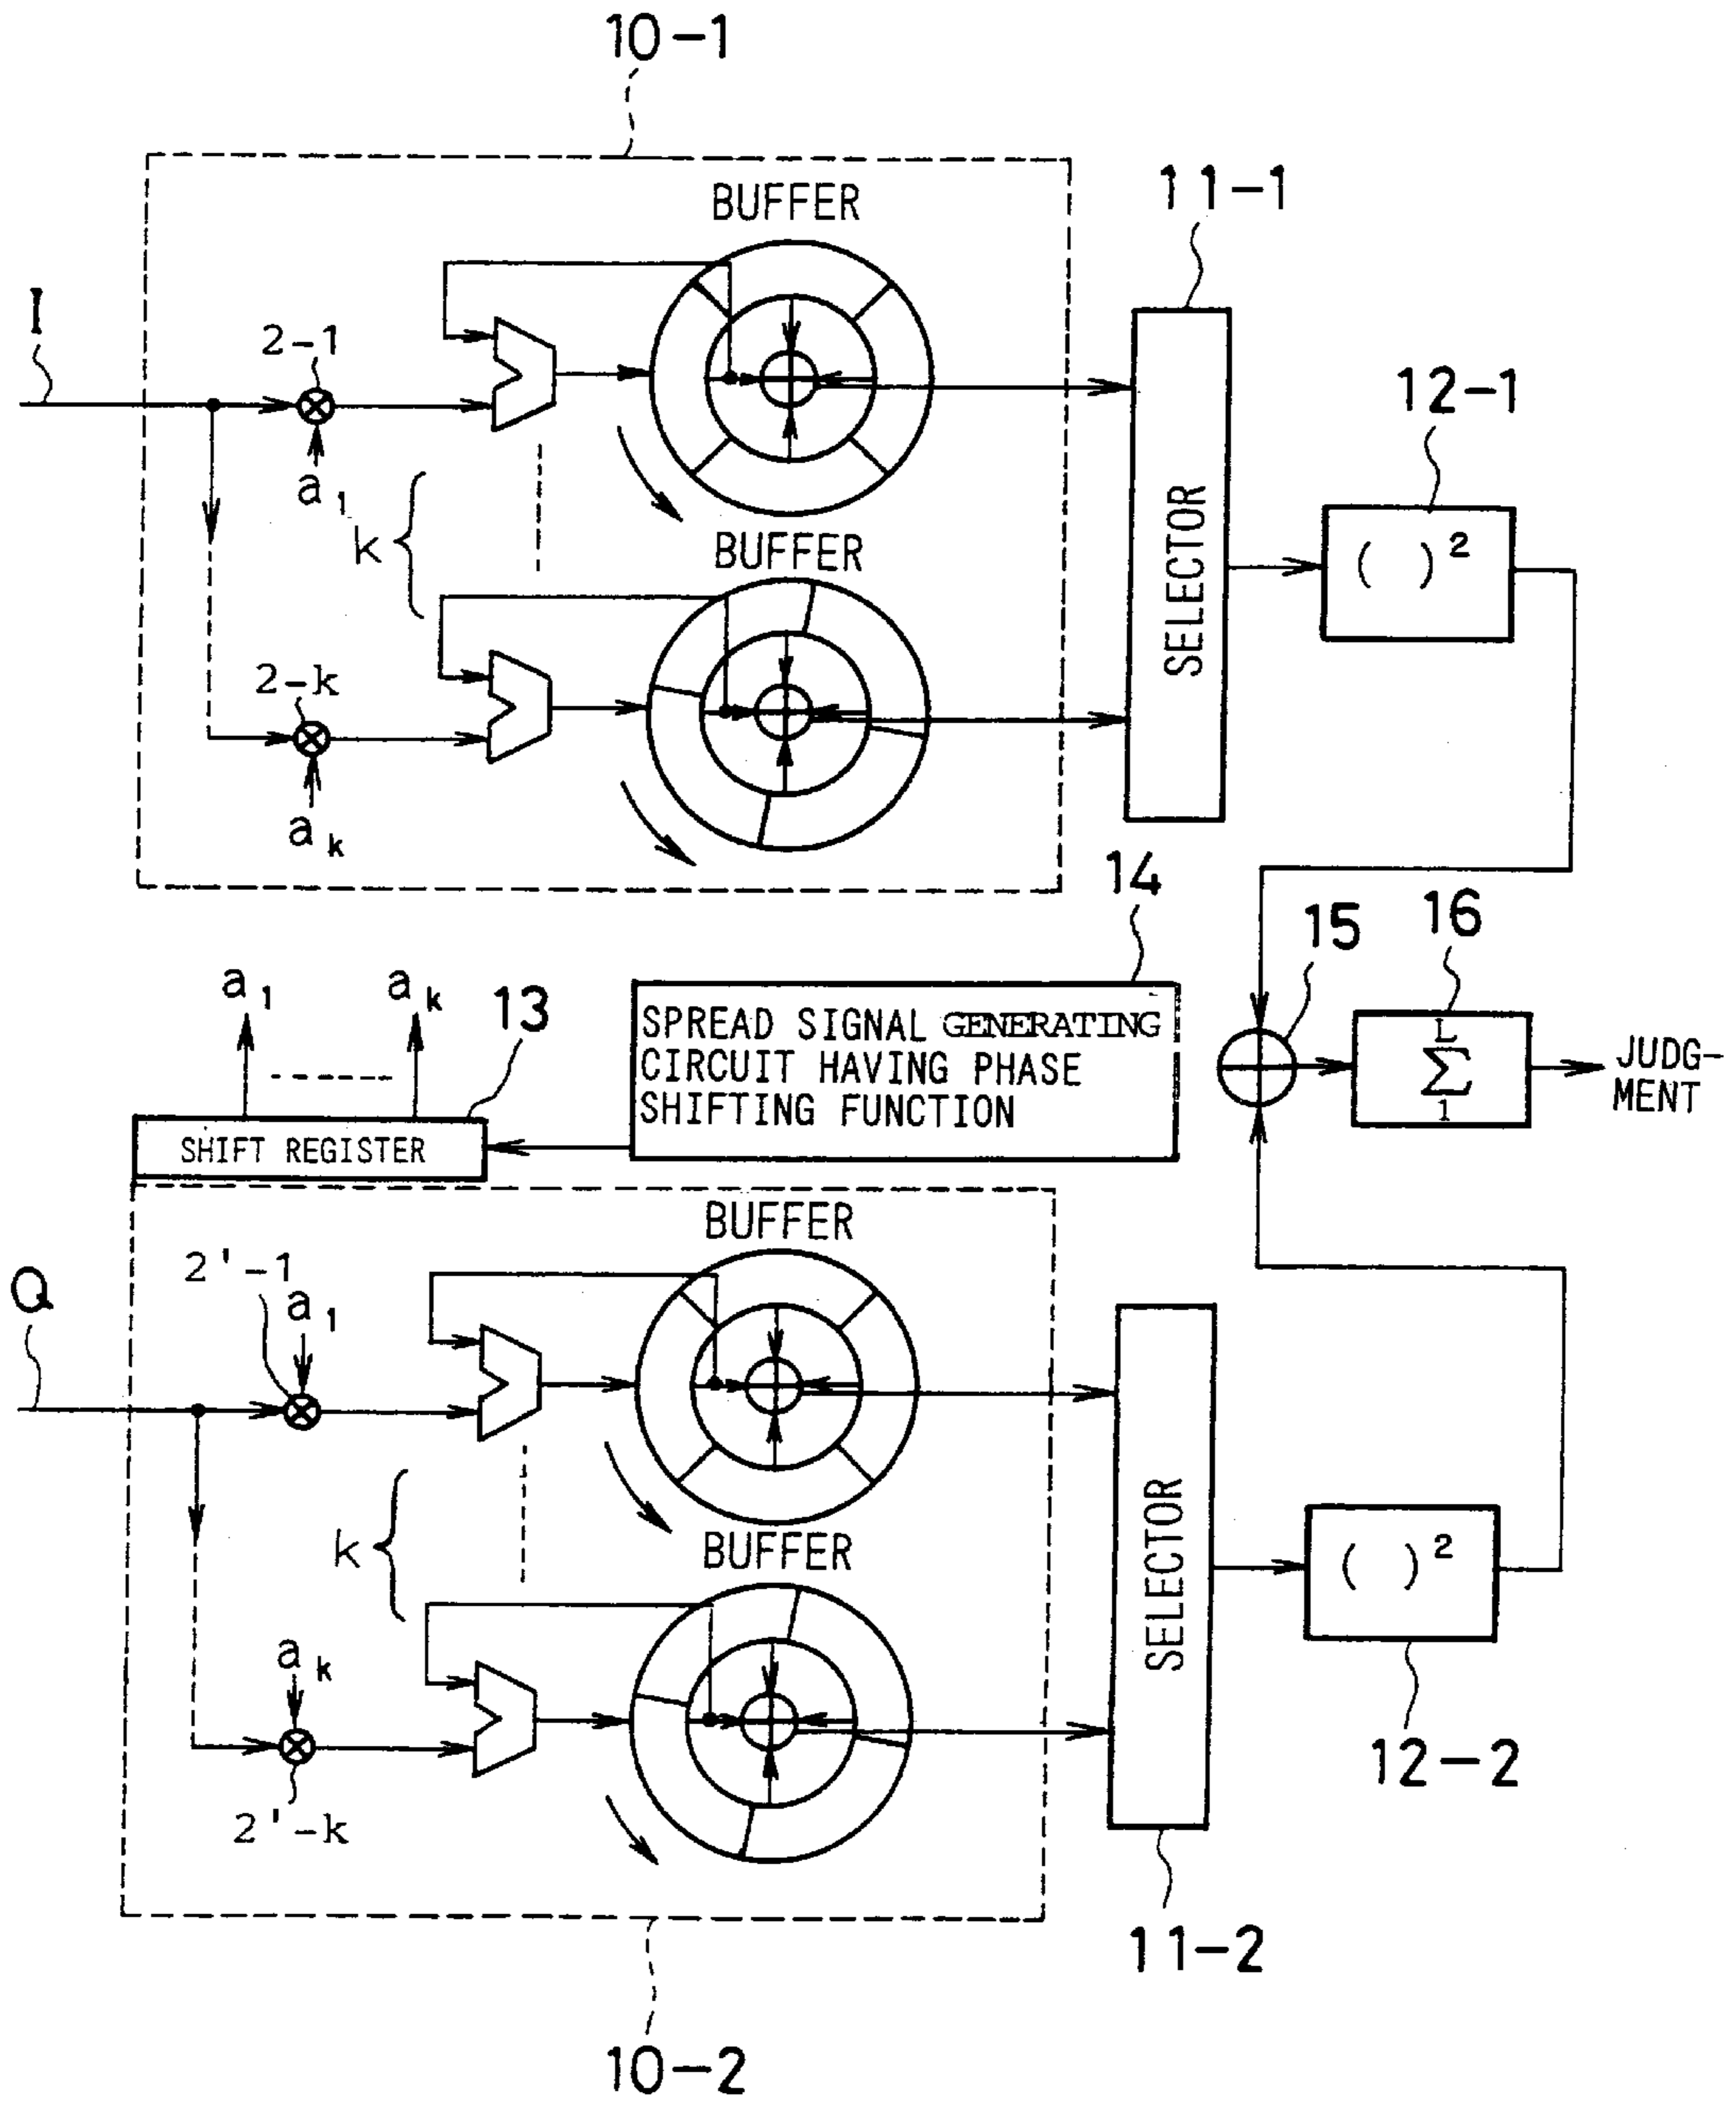 10-1
BUFFER
11-1
I
2-1
12-1
a1
k
BUFFER
SELECTOR
( )²
2-k
ak
14
15
16
a1
ak
13
SPREAD SIGNAL GENERATING
CIRCUIT HAVING PHASE
SHIFTING FUNCTION
L
Σ
1
JUDG-
MENT
SHIFT REGISTER
BUFFER
Q
2'-1
a1
k
BUFFER
SELECTOR
( )²
ak
2'-k
12-2
11-2
10-2